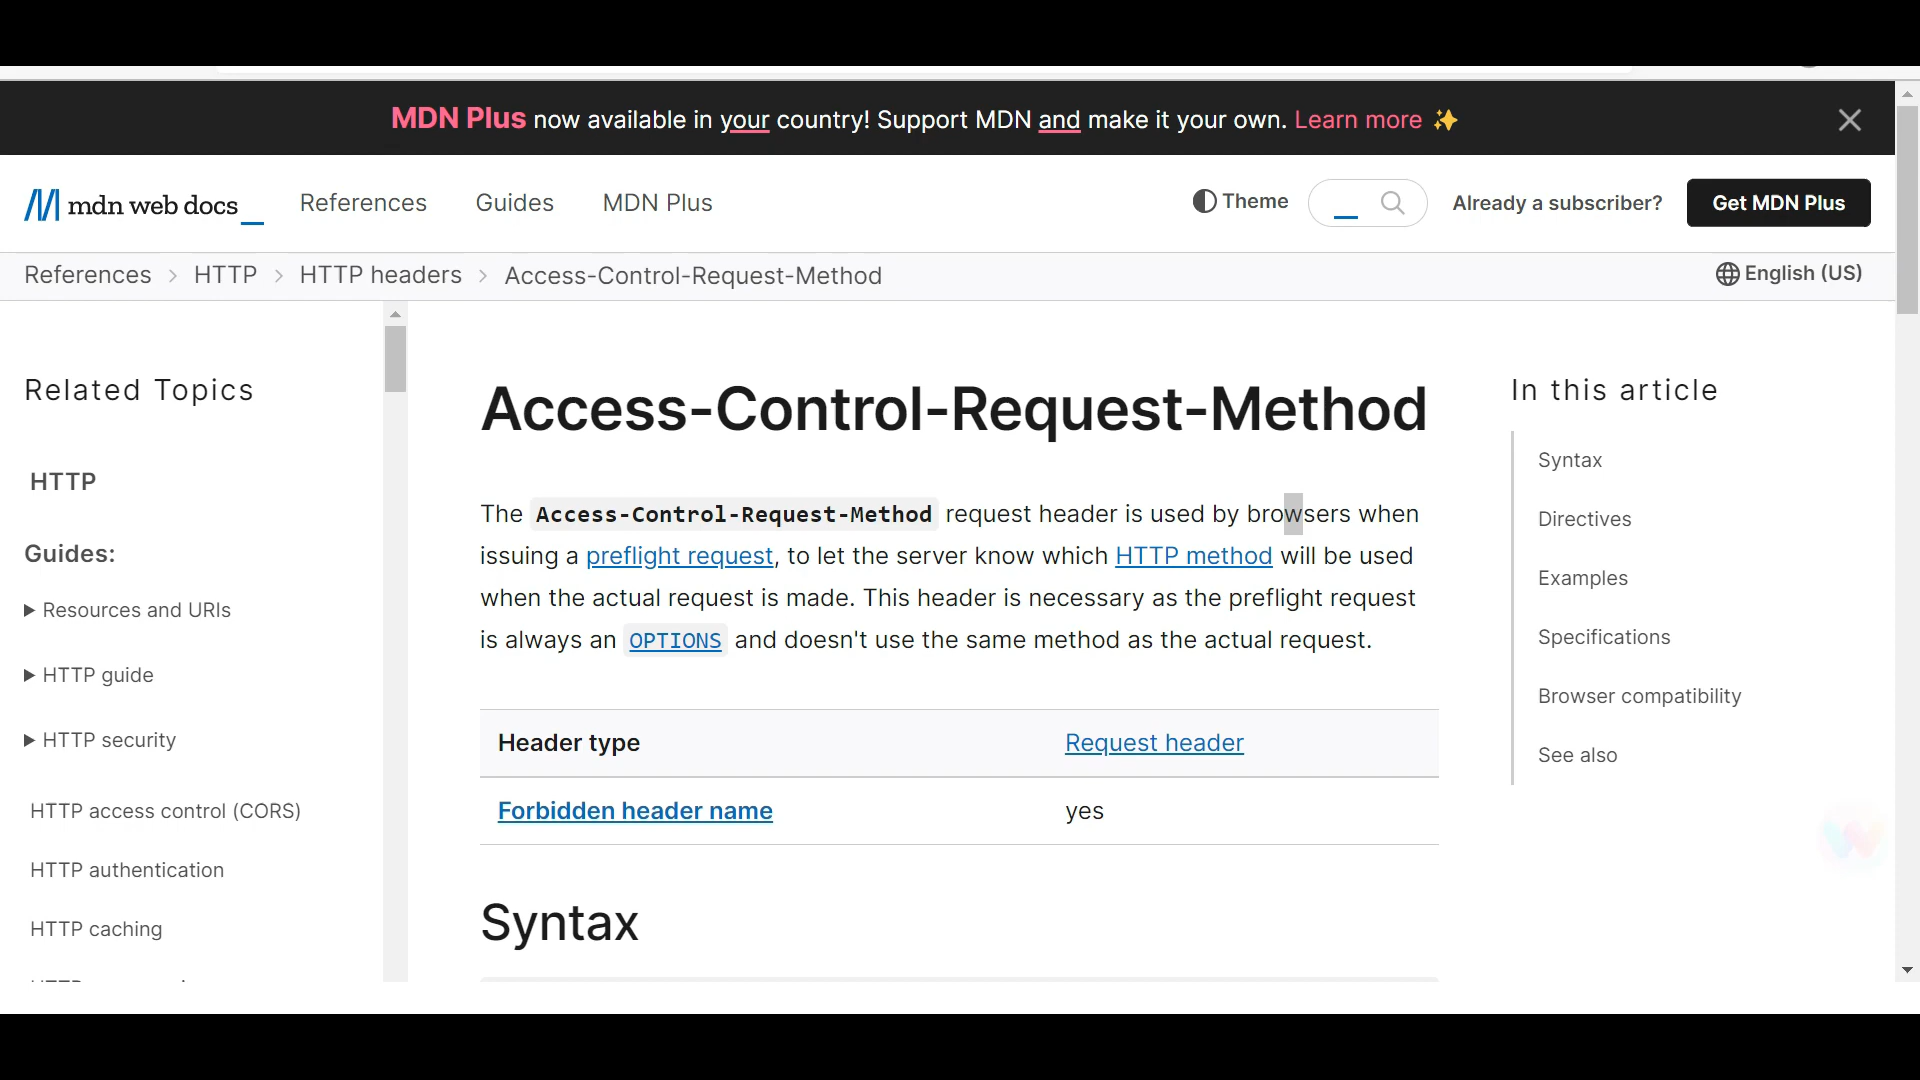 MDN Plus now available in your country! Support MDN and make it your own. Learn more ✨
mdn web docs_
References
Guides
MDN Plus
Theme
Already a subscriber?
Get MDN Plus
References > HTTP > HTTP headers > Access-Control-Request-Method
English (US)
Related Topics
HTTP
Guides:
Resources and URIs
HTTP guide
HTTP security
HTTP access control (CORS)
HTTP authentication
HTTP caching
Access-Control-Request-Method
The Access-Control-Request-Method request header is used by browsers when
issuing a preflight request, to let the server know which HTTP method will be used
when the actual request is made. This header is necessary as the preflight request
is always an OPTIONS and doesn't use the same method as the actual request.
Header type Request header
Forbidden header name yes
Syntax
In this article
Syntax
Directives
Examples
Specifications
Browser compatibility
See also